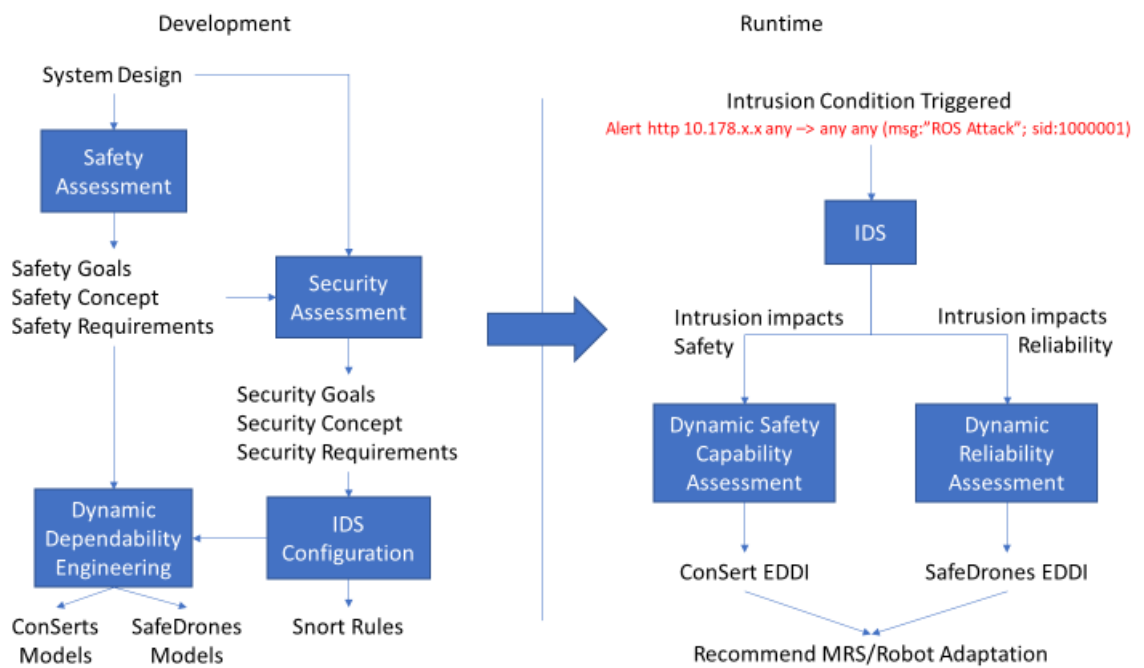 Development
Runtime
System Design
Safety
Assessment
Safety Goals
Safety Concept
Safety Requirements
Security
Assessment
Security Goals
Security Concept
Security Requirements
Dynamic
Dependability
Engineering
IDS
Configuration
ConSerts
Models
SafeDrones
Models
Snort Rules
Intrusion Condition Triggered
Alert http 10.178.x.x any –> any any (msg:”ROS Attack”; sid:1000001)
IDS
Intrusion impacts
Safety
Intrusion impacts
Reliability
Dynamic Safety
Capability
Assessment
Dynamic
Reliability
Assessment
ConSert EDDI
SafeDrones EDDI
Recommend MRS/Robot Adaptation